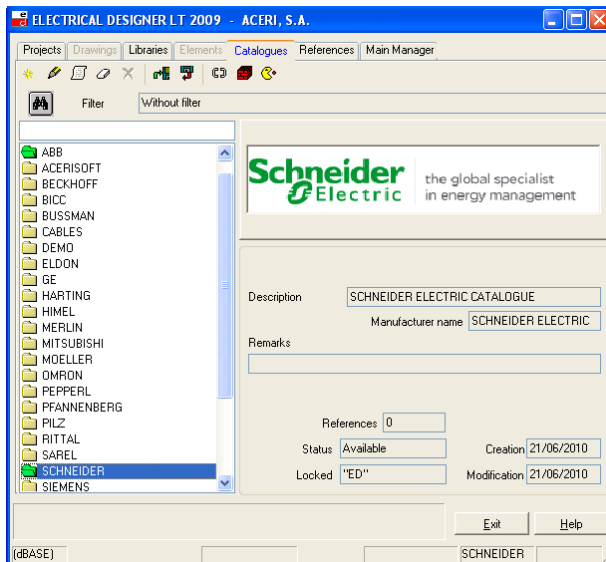 ELECTRICAL DESIGNER LT 2009 - ACERI, S.A.
Projects Drawings Libraries Elements Catalogues References Main Manager
Filter Without filter
ABB
ACERISOFT
BECKHOFF
BICC
BUSSMAN
CABLES
DEMO
ELDON
GE
HARTING
HIMEL
MERLIN
MITSUBISHI
MOELLER
OMRON
PEPPERL
PFANNENBERG
PILZ
RITTAL
SAREL
SCHNEIDER
SIEMENS
Schneider
Electric
the global specialist
in energy management
Description SCHNEIDER ELECTRIC CATALOGUE
Manufacturer name SCHNEIDER ELECTRIC
Remarks
References 0
Status Available Creation 21/06/2010
Locked "ED" Modification 21/06/2010
Exit Help
(dBASE) SCHNEIDER